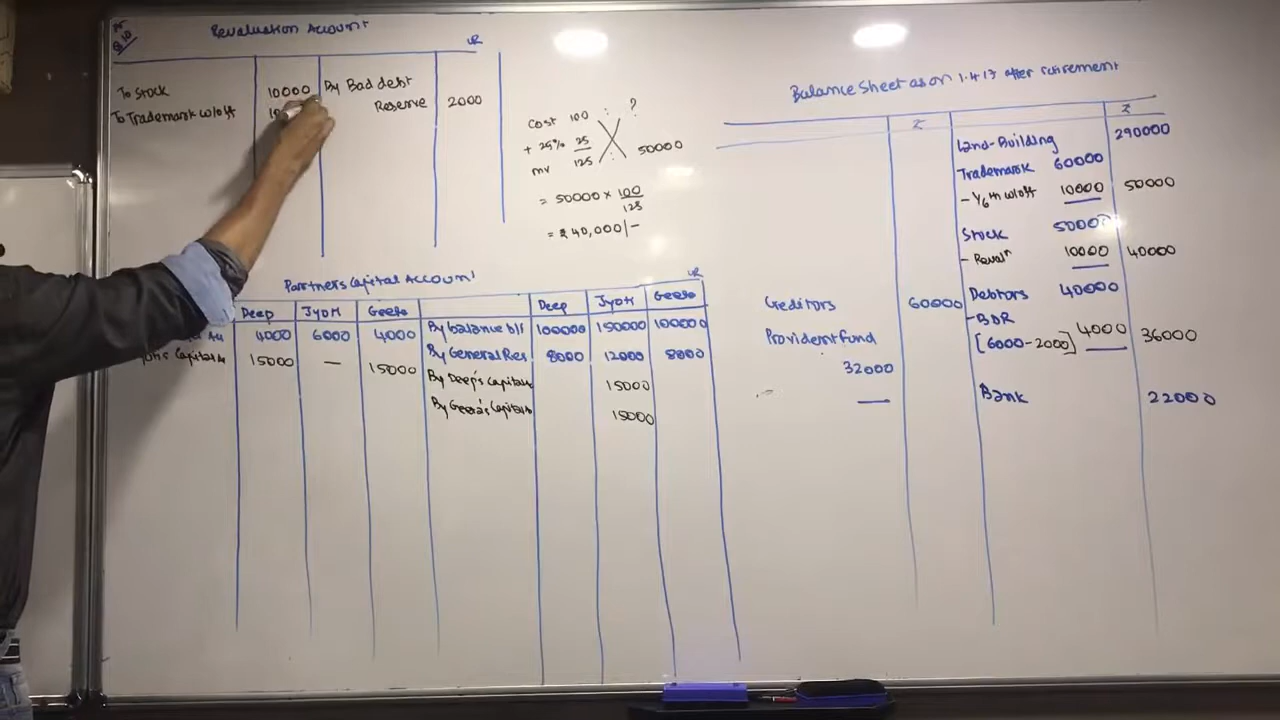 Q.10
Revaluation Account
To Stock 10000 By Bad debt
To Trademark w/off Reserve 2000
Cost 100 : ?
+ 25% 25
mv 125 : 50000
= 50000 × 100/125
= ₹ 40,000/-
Partners Capital Account
Deep Jyoti Geeta Deep Jyoti Geeta
4000 6000 4000 By balance b/f 100000 150000 100000
Capital 15000 — 15000 By General Res 8000 12000 8000
By Deep's Capital 15000
By Geeta's Capital 15000
Balance Sheet as on 1.4.13 after retirement
₹ ₹
Land-Building 290000
Trademark 60000
- 1/6th w/off 10000 50000
Stock 50000
- Revalⁿ 10000 40000
Creditors 60000 Debtors 40000
Provident Fund - BDR
[6000-2000] 4000 36000
32000
Bank 22000